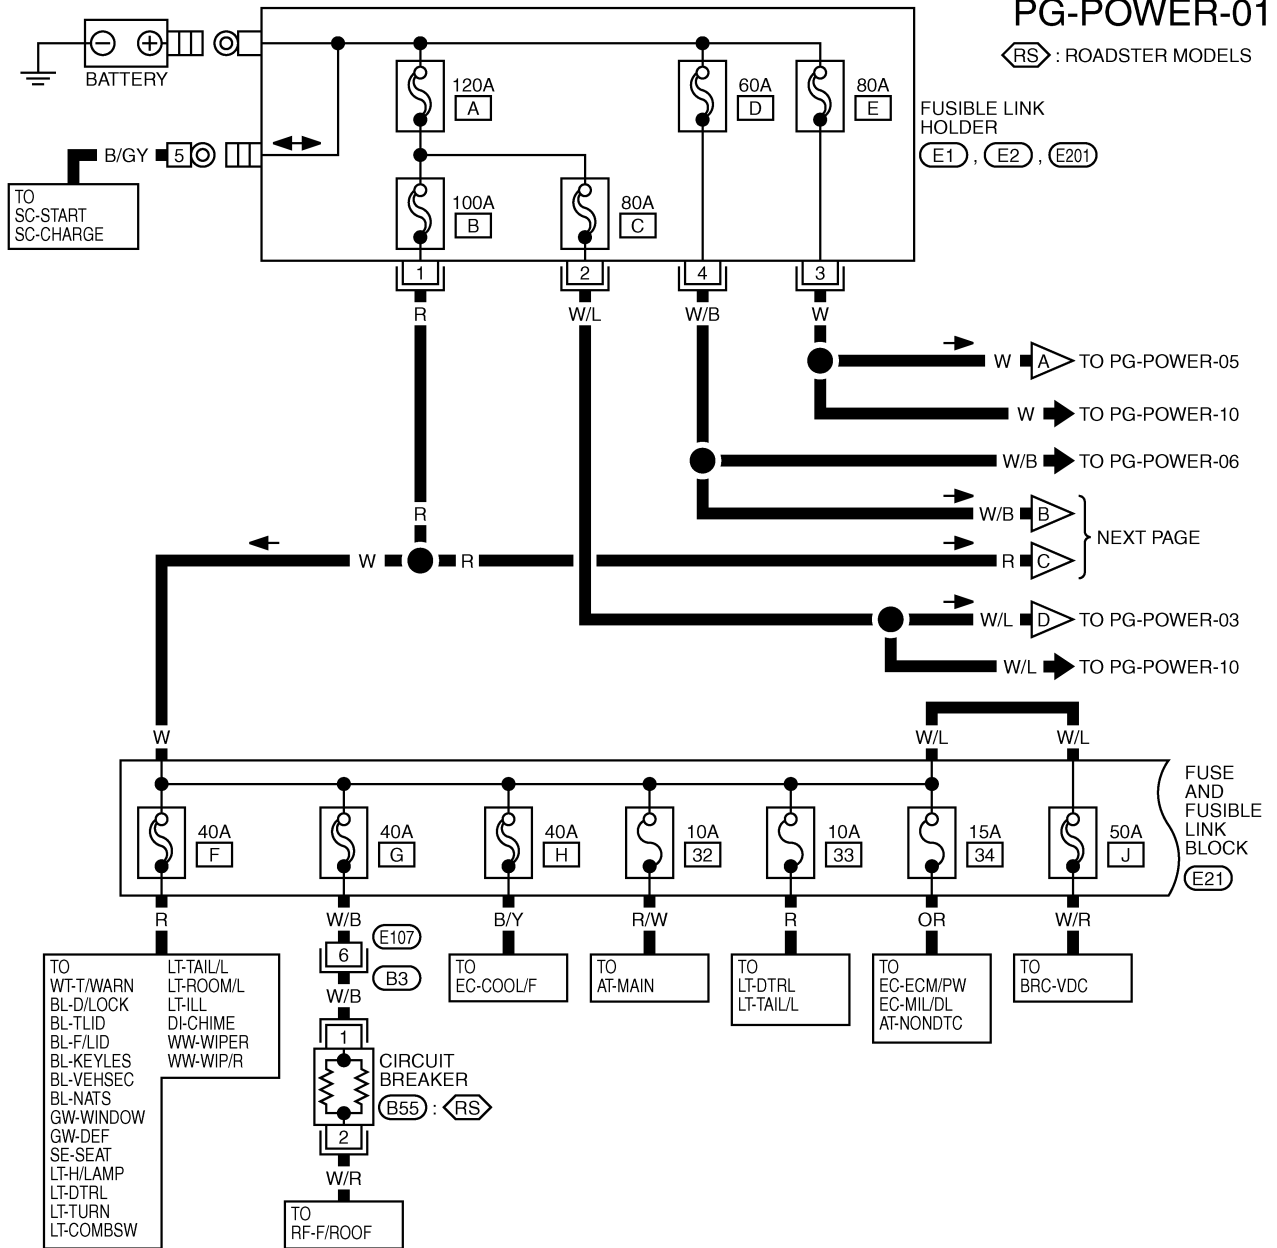 PG-POWER-01
RS : ROADSTER MODELS
BATTERY
120A
A
60A
D
80A
E
FUSIBLE LINK
HOLDER
E1 , E2 , E201
B/GY 5
TO
SC-START
SC-CHARGE
100A
B
80A
C
1 2 4 3
R W/L W/B W
W A TO PG-POWER-05
W TO PG-POWER-10
W/B TO PG-POWER-06
R
W/B B
NEXT PAGE
W R R C
W/L D TO PG-POWER-03
W/L TO PG-POWER-10
W W/L W/L
FUSE
AND
FUSIBLE
LINK
BLOCK
E21
40A
F
40A
G
40A
H
10A
32
10A
33
15A
34
50A
J
R W/B B/Y R/W R OR W/R
E107
6
B3
W/B
1
CIRCUIT
BREAKER
B55 : RS
2
W/R
TO
RF-F/ROOF
TO
WT-T/WARN
BL-D/LOCK
BL-TLID
BL-F/LID
BL-KEYLES
BL-VEHSEC
BL-NATS
GW-WINDOW
GW-DEF
SE-SEAT
LT-H/LAMP
LT-DTRL
LT-TURN
LT-COMBSW
LT-TAIL/L
LT-ROOM/L
LT-ILL
DI-CHIME
WW-WIPER
WW-WIP/R
TO
EC-COOL/F
TO
AT-MAIN
TO
LT-DTRL
LT-TAIL/L
TO
EC-ECM/PW
EC-MIL/DL
AT-NONDTC
TO
BRC-VDC